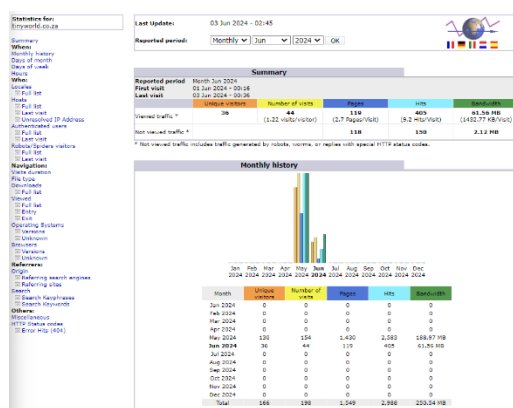 Statistics for:
tinyworld.co.za
Summary
When:
Monthly history
Days of month
Days of week
Hours
Who:
Locales
Full list
Hosts
Full list
Last visit
Unresolved IP Address
Authenticated users
Full list
Last visit
Robots/Spiders visitors
Full list
Last visit
Navigation:
Visits duration
File type
Downloads
Full list
Viewed
Full list
Entry
Exit
Operating Systems
Versions
Unknown
Browsers
Versions
Unknown
Referrers:
Origin
Referring search engines
Referring sites
Search
Search Keyphrases
Search Keywords
Others:
Miscellaneous
HTTP Status codes
Error Hits (404)
Last Update: 03 Jun 2024 - 02:45
Reported period: Monthly Jun 2024 OK
Summary
Reported period Month Jun 2024
First visit 01 Jun 2024 - 00:16
Last visit 03 Jun 2024 - 00:36
Unique visitors Number of visits Pages Hits Bandwidth
Viewed traffic * 36 44 119 405 61.56 MB
(1.22 visits/visitor) (2.7 Pages/Visit) (9.2 Hits/Visit) (1432.77 KB/Visit)
Not viewed traffic * 118 150 2.12 MB
* Not viewed traffic includes traffic generated by robots, worms, or replies with special HTTP status codes.
Monthly history
Jan Feb Mar Apr May Jun Jul Aug Sep Oct Nov Dec
2024 2024 2024 2024 2024 2024 2024 2024 2024 2024 2024 2024
Month Unique visitors Number of visits Pages Hits Bandwidth
Jan 2024 0 0 0 0 0
Feb 2024 0 0 0 0 0
Mar 2024 0 0 0 0 0
Apr 2024 0 0 0 0 0
May 2024 130 154 1,430 2,583 188.97 MB
Jun 2024 36 44 119 405 61.56 MB
Jul 2024 0 0 0 0 0
Aug 2024 0 0 0 0 0
Sep 2024 0 0 0 0 0
Oct 2024 0 0 0 0 0
Nov 2024 0 0 0 0 0
Dec 2024 0 0 0 0 0
Total 166 198 1,549 2,988 250.54 MB